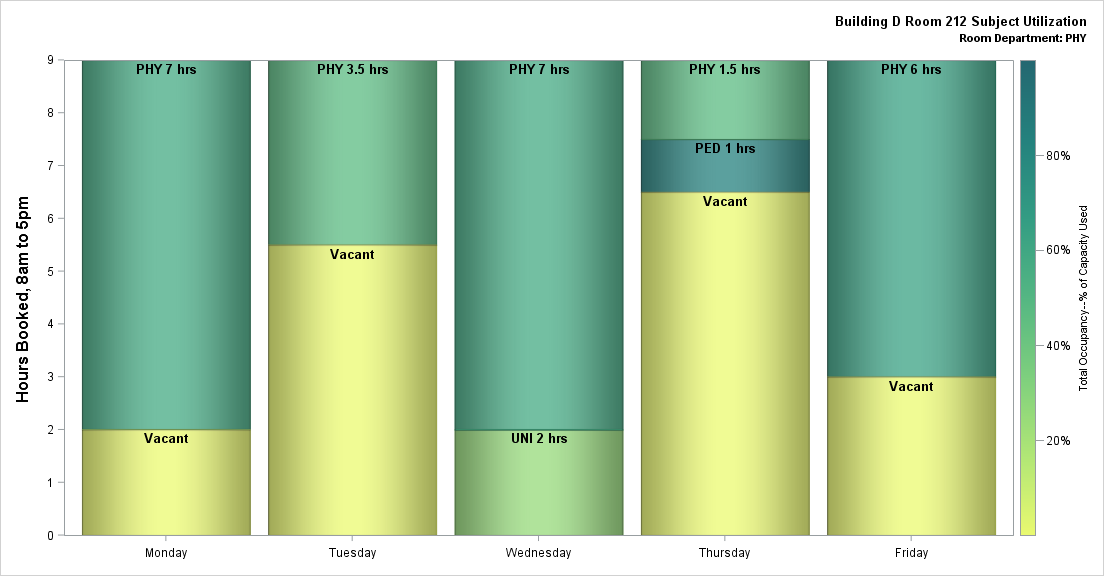 Building D Room 212 Subject Utilization
Room Department: PHY
Hours Booked, 8am to 5pm
9
8
7
6
5
4
3
2
1
0
PHY 7 hrs
Vacant
PHY 3.5 hrs
Vacant
PHY 7 hrs
UNI 2 hrs
PHY 1.5 hrs
PED 1 hrs
Vacant
PHY 6 hrs
Vacant
Monday
Tuesday
Wednesday
Thursday
Friday
80%
60%
40%
20%
Total Occupancy--% of Capacity Used